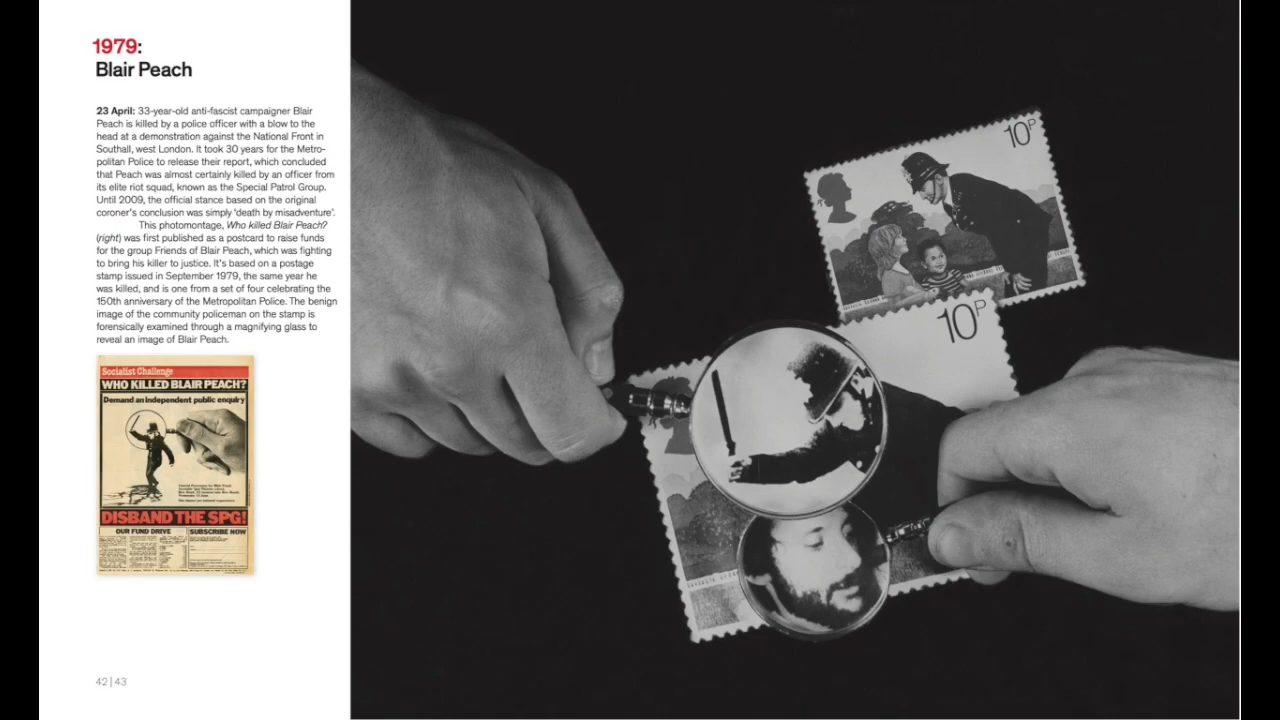 1979:
Blair Peach
23 April: 33-year-old anti-fascist campaigner Blair
Peach is killed by a police officer with a blow to the
head at a demonstration against the National Front in
Southall, west London. It took 30 years for the Metro-
politan Police to release their report, which concluded
that Peach was almost certainly killed by an officer from
its elite riot squad, known as the Special Patrol Group.
Until 2009, the official stance based on the original
coroner's conclusion was simply ‘death by misadventure’.
This photomontage, Who killed Blair Peach?
(right) was first published as a postcard to raise funds
for the group Friends of Blair Peach, which was fighting
to bring his killer to justice. It's based on a postage
stamp issued in September 1979, the same year he
was killed, and is one from a set of four celebrating the
150th anniversary of the Metropolitan Police. The benign
image of the community policeman on the stamp is
forensically examined through a magnifying glass to
reveal an image of Blair Peach.
Socialist Challenge
WHO KILLED BLAIR PEACH?
Demand an independent public enquiry
DISBAND THE SPG!
OUR FUND DRIVE
SUBSCRIBE NOW
42 | 43
10P
10P